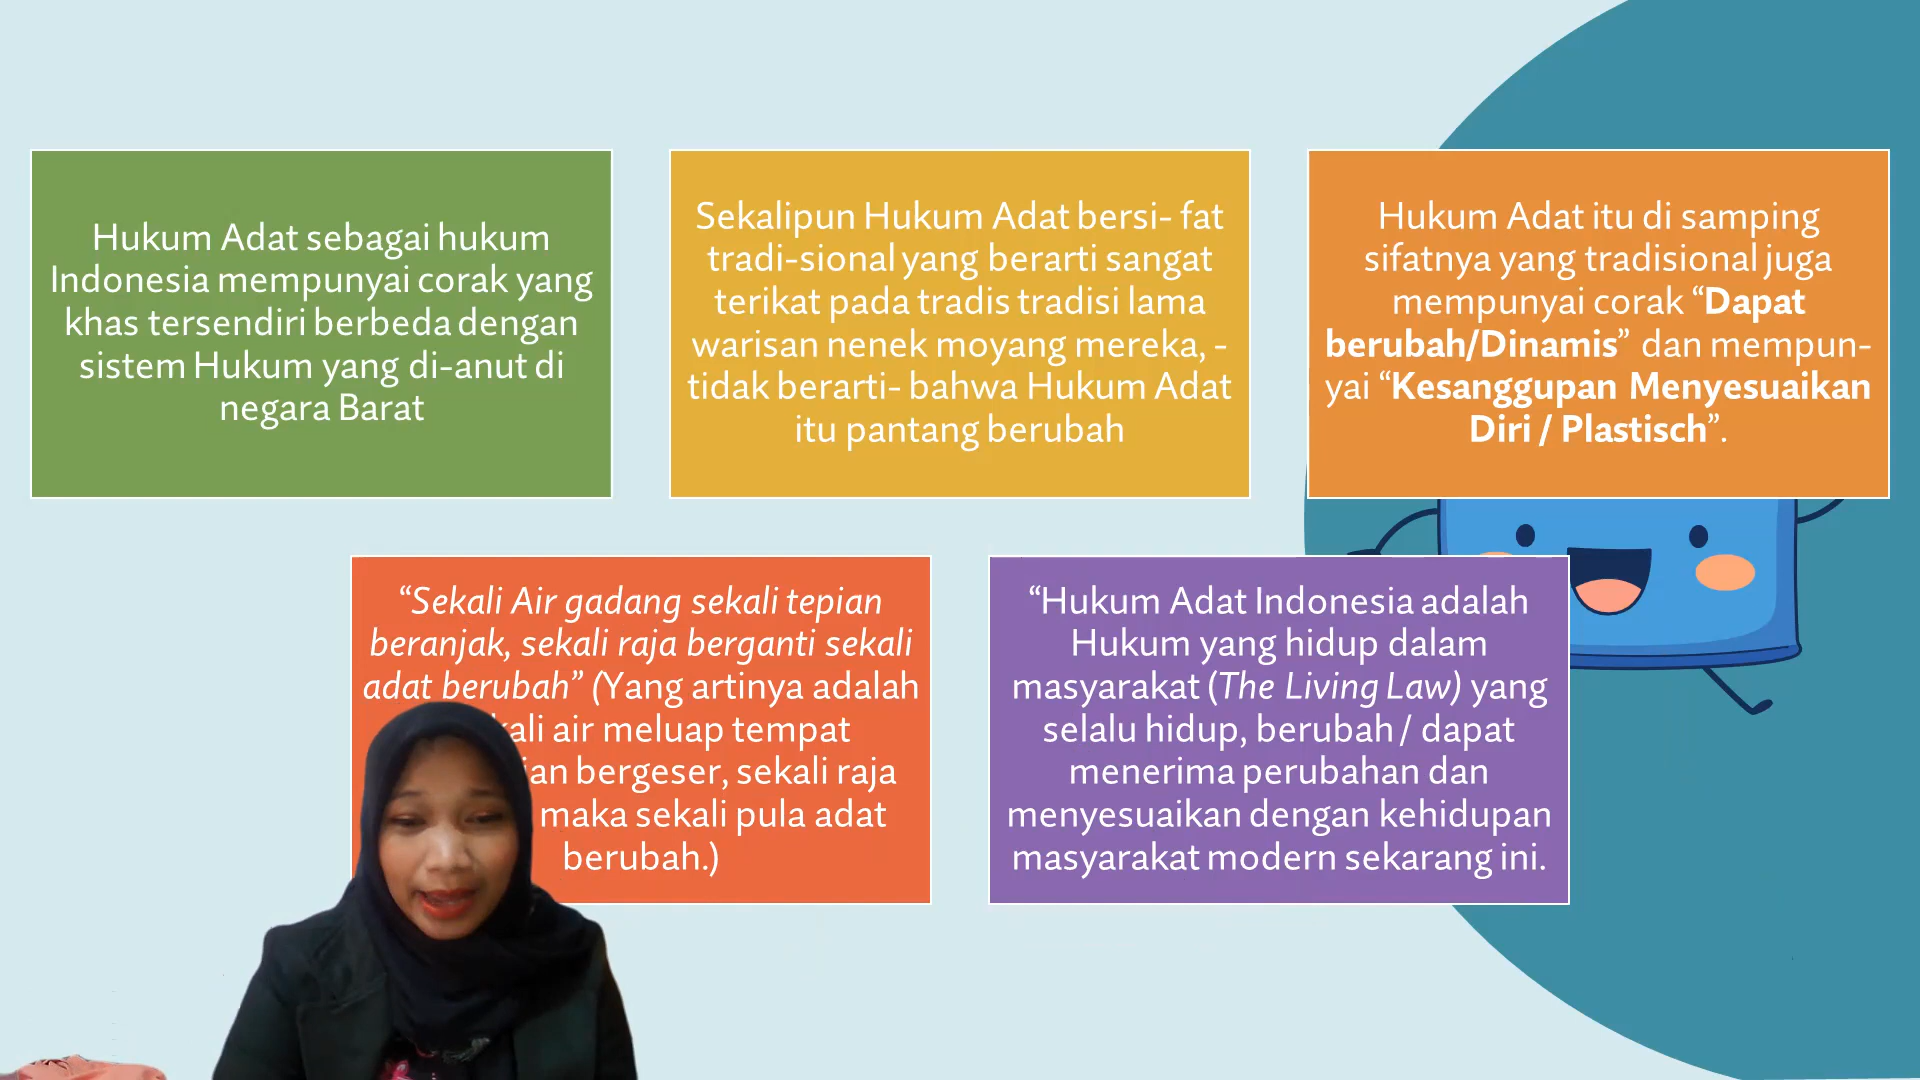 Hukum Adat sebagai hukum
Indonesia mempunyai corak yang
khas tersendiri berbeda dengan
sistem Hukum yang di-anut di
negara Barat
Sekalipun Hukum Adat bersi- fat
tradi-sional yang berarti sangat
terikat pada tradis tradisi lama
warisan nenek moyang mereka, -
tidak berarti- bahwa Hukum Adat
itu pantang berubah
Hukum Adat itu di samping
sifatnya yang tradisional juga
mempunyai corak “Dapat
berubah/Dinamis” dan mempun-
yai “Kesanggupan Menyesuaikan
Diri / Plastisch”.
“Sekali Air gadang sekali tepian
beranjak, sekali raja berganti sekali
adat berubah” (Yang artinya adalah
air meluap tempat
bergeser, sekali raja
maka sekali pula adat
berubah.)
“Hukum Adat Indonesia adalah
Hukum yang hidup dalam
masyarakat (The Living Law) yang
selalu hidup, berubah / dapat
menerima perubahan dan
menyesuaikan dengan kehidupan
masyarakat modern sekarang ini.